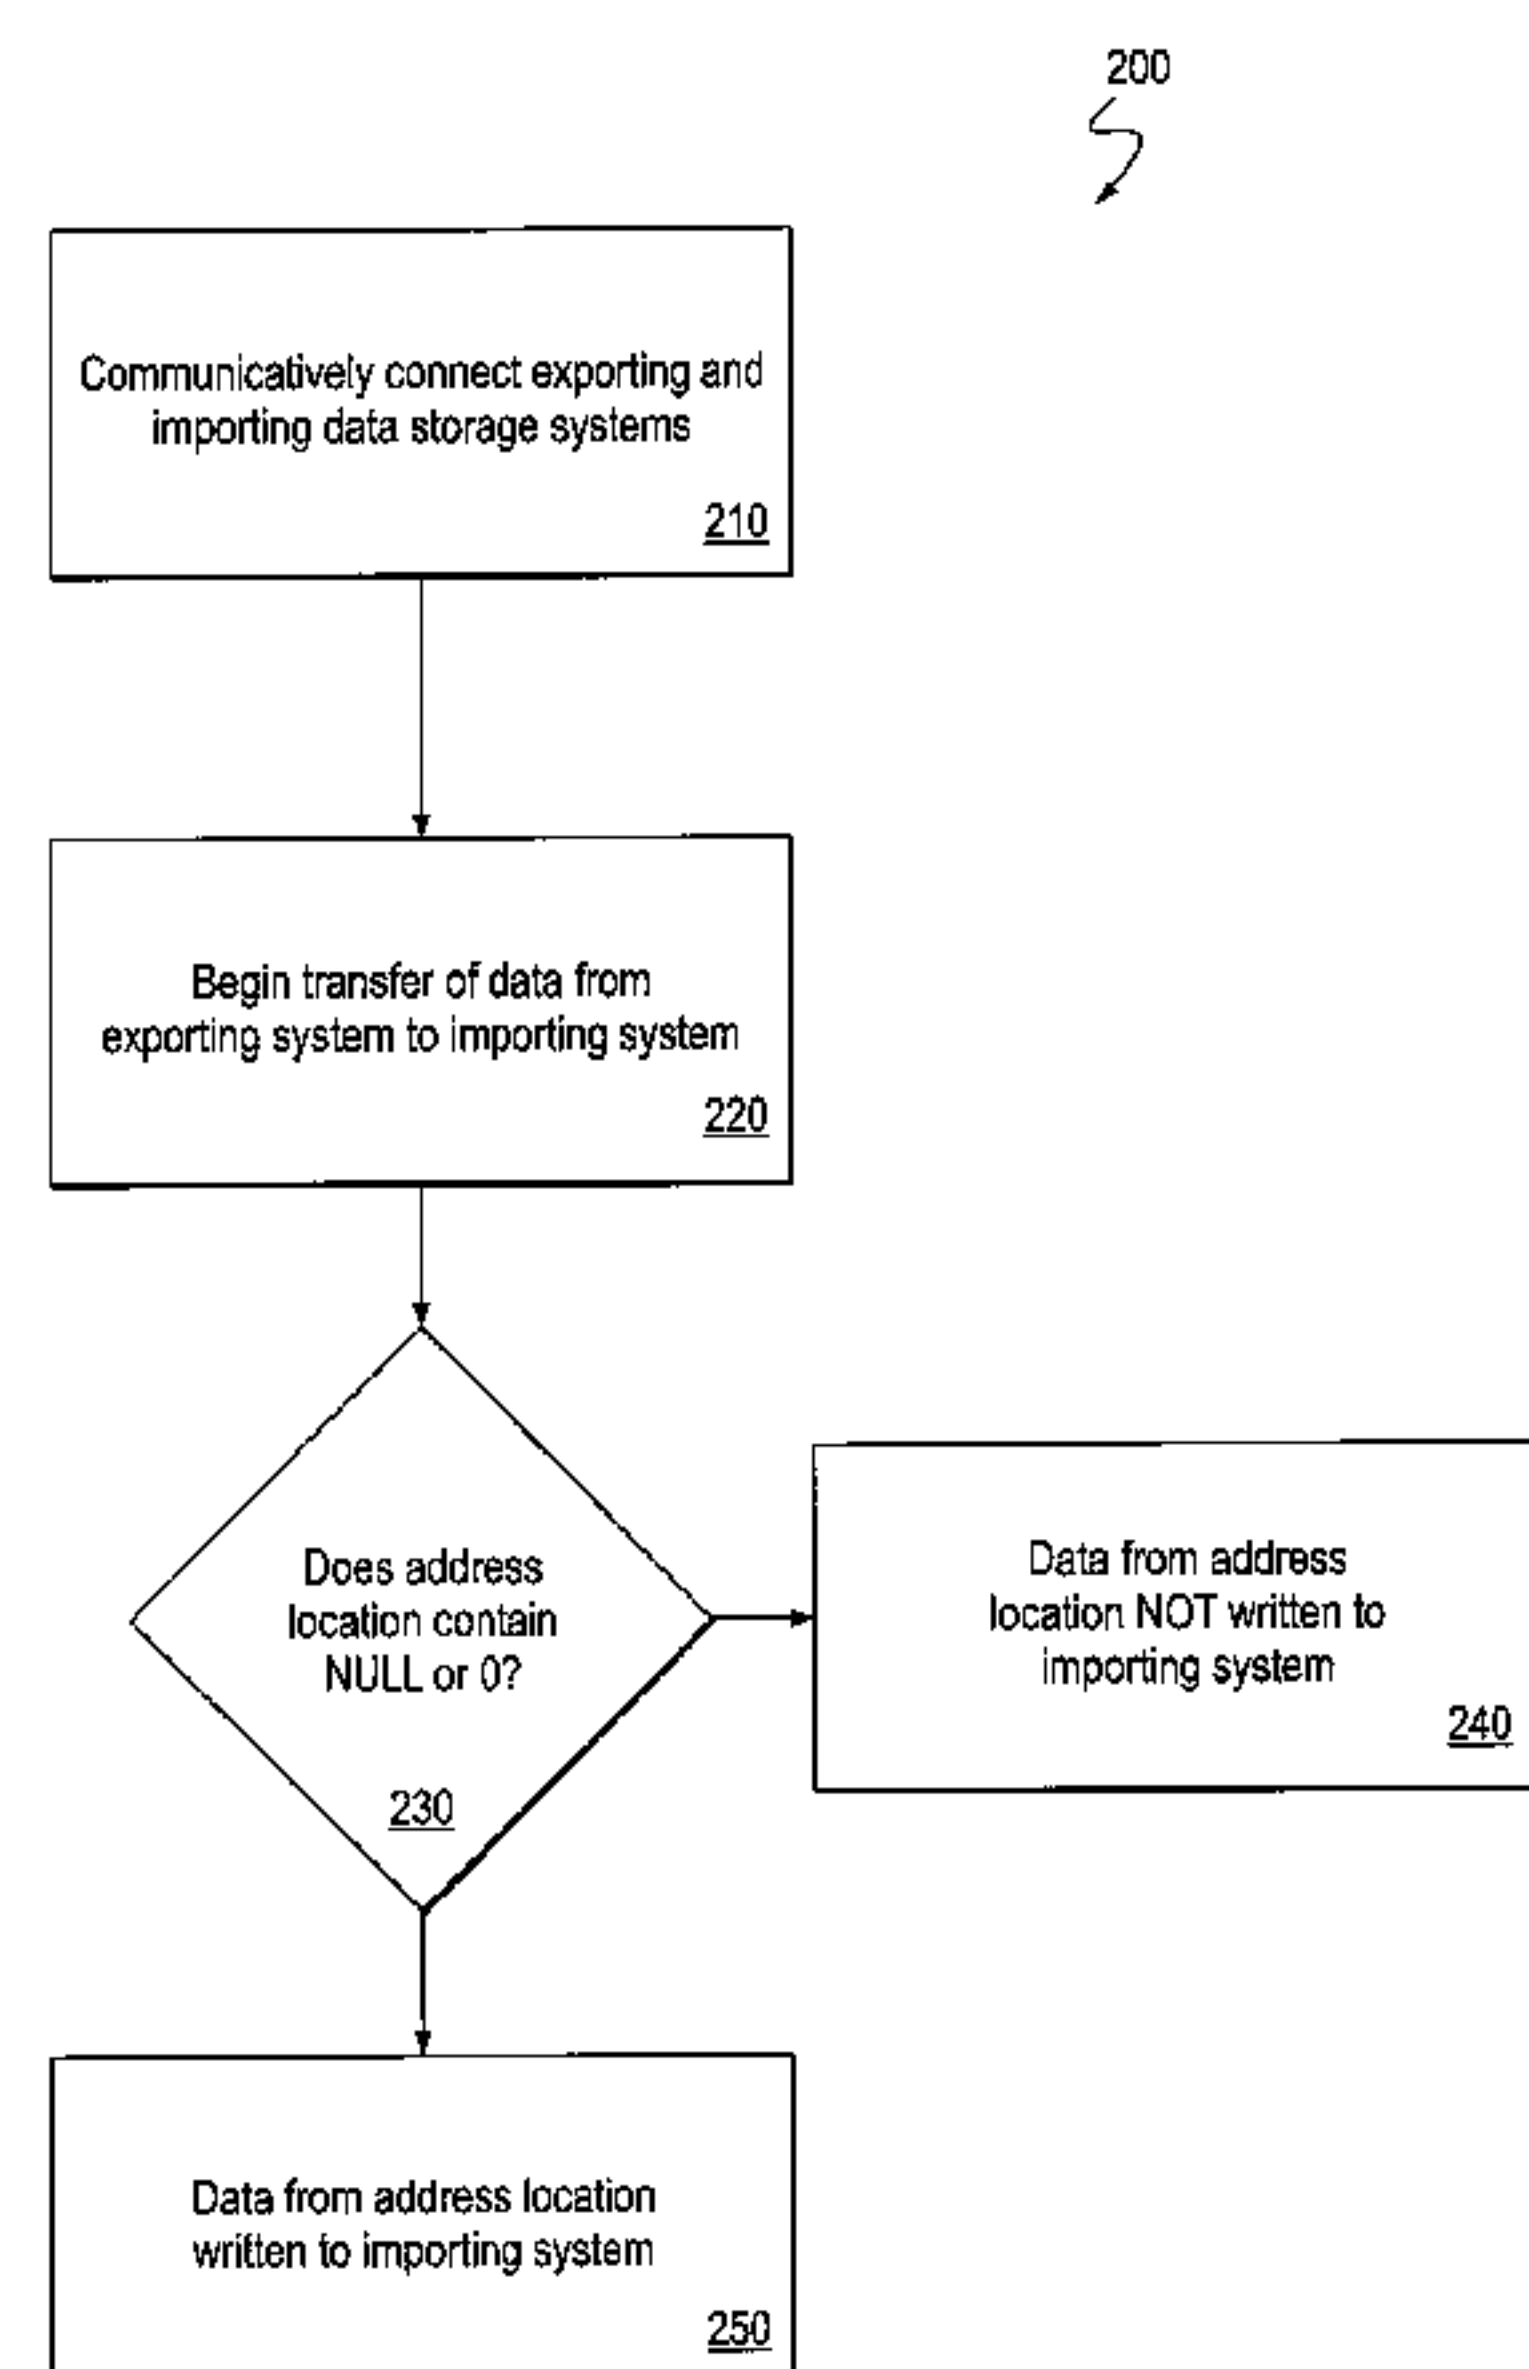 200
Communicatively connect exporting and
importing data storage systems
210
Begin transfer of data from
exporting system to importing system
220
Does address
location contain
NULL or 0?
230
Data from address
location NOT written to
importing system
240
Data from address location
written to importing system
250